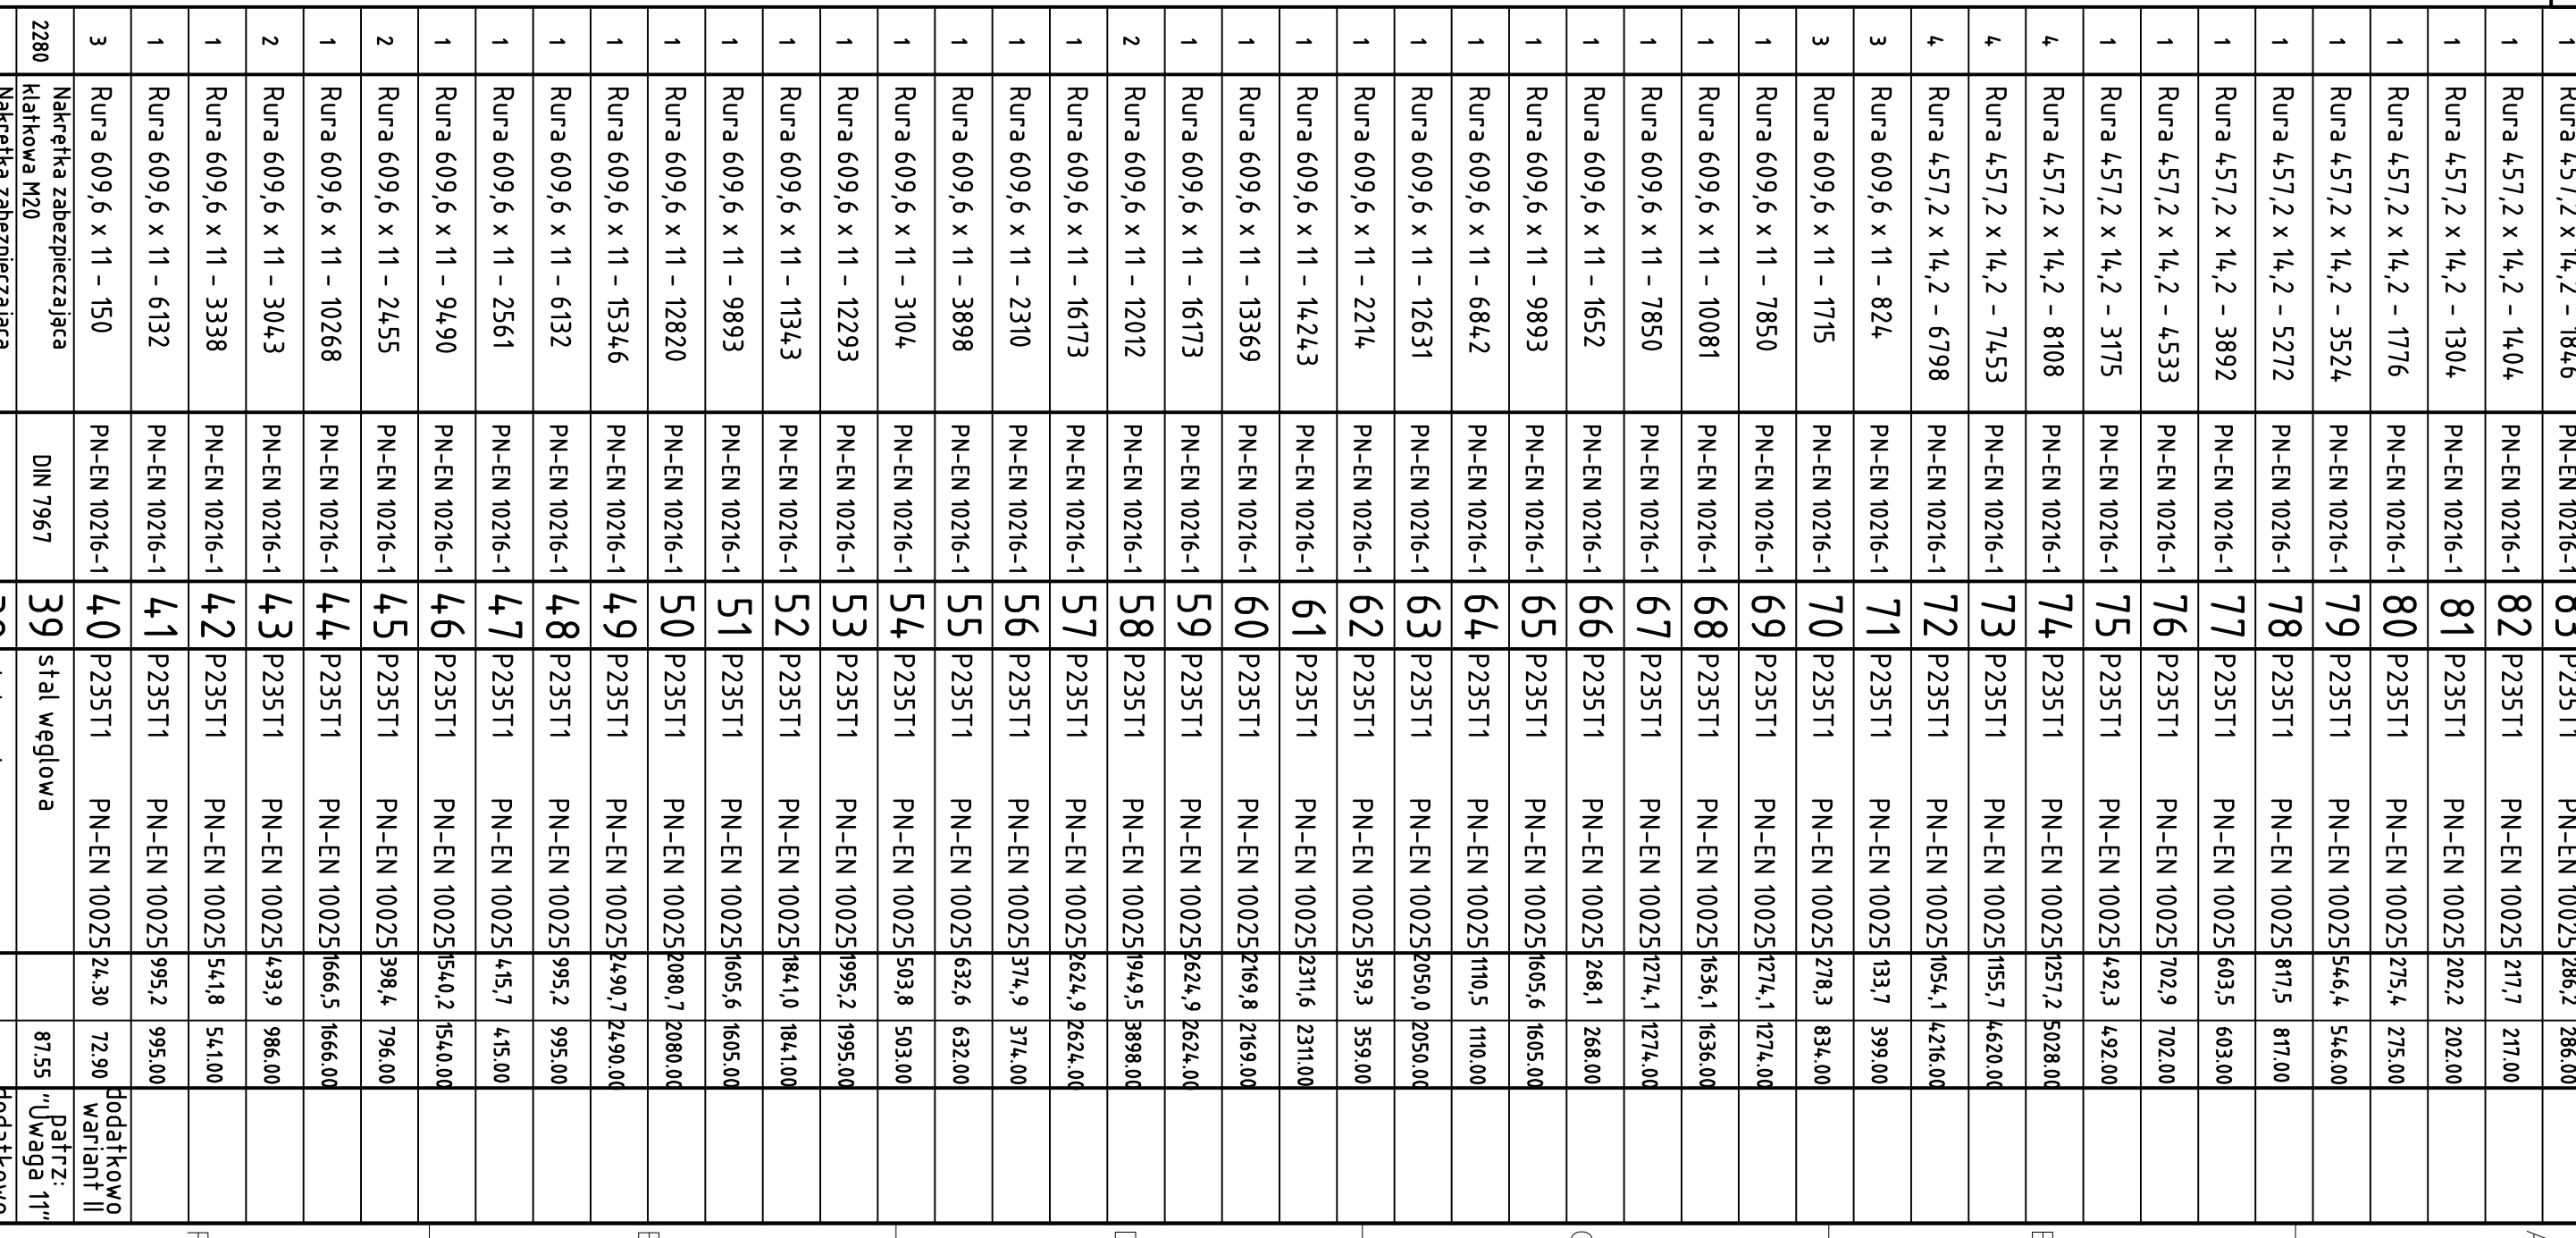 1 Rura 457,2 x 14,2 - 1846 PN-EN 10216-1 83 P235T1 PN-EN 10025 286,2 286.00
1 Rura 457,2 x 14,2 - 1404 PN-EN 10216-1 82 P235T1 PN-EN 10025 217,7 217.00
1 Rura 457,2 x 14,2 - 1304 PN-EN 10216-1 81 P235T1 PN-EN 10025 202,2 202.00
1 Rura 457,2 x 14,2 - 1776 PN-EN 10216-1 80 P235T1 PN-EN 10025 275,4 275.00
1 Rura 457,2 x 14,2 - 3524 PN-EN 10216-1 79 P235T1 PN-EN 10025 546,4 546.00
1 Rura 457,2 x 14,2 - 5272 PN-EN 10216-1 78 P235T1 PN-EN 10025 817,5 817.00
1 Rura 457,2 x 14,2 - 3892 PN-EN 10216-1 77 P235T1 PN-EN 10025 603,5 603.00
1 Rura 457,2 x 14,2 - 4533 PN-EN 10216-1 76 P235T1 PN-EN 10025 702,9 702.00
1 Rura 457,2 x 14,2 - 3175 PN-EN 10216-1 75 P235T1 PN-EN 10025 492,3 492.00
4 Rura 457,2 x 14,2 - 8108 PN-EN 10216-1 74 P235T1 PN-EN 10025 1257,2 5028.00
4 Rura 457,2 x 14,2 - 7453 PN-EN 10216-1 73 P235T1 PN-EN 10025 1155,7 4620.00
4 Rura 457,2 x 14,2 - 6798 PN-EN 10216-1 72 P235T1 PN-EN 10025 1054,1 4216.00
3 Rura 609,6 x 11 - 824 PN-EN 10216-1 71 P235T1 PN-EN 10025 133,7 399.00
3 Rura 609,6 x 11 - 1715 PN-EN 10216-1 70 P235T1 PN-EN 10025 278,3 834.00
1 Rura 609,6 x 11 - 7850 PN-EN 10216-1 69 P235T1 PN-EN 10025 1274,1 1274.00
1 Rura 609,6 x 11 - 10081 PN-EN 10216-1 68 P235T1 PN-EN 10025 1636,1 1636.00
1 Rura 609,6 x 11 - 7850 PN-EN 10216-1 67 P235T1 PN-EN 10025 1274,1 1274.00
1 Rura 609,6 x 11 - 1652 PN-EN 10216-1 66 P235T1 PN-EN 10025 268,1 268.00
1 Rura 609,6 x 11 - 9893 PN-EN 10216-1 65 P235T1 PN-EN 10025 1605,6 1605.00
1 Rura 609,6 x 11 - 6842 PN-EN 10216-1 64 P235T1 PN-EN 10025 1110,5 1110.00
1 Rura 609,6 x 11 - 12631 PN-EN 10216-1 63 P235T1 PN-EN 10025 2050,0 2050.00
1 Rura 609,6 x 11 - 2214 PN-EN 10216-1 62 P235T1 PN-EN 10025 359,3 359.00
1 Rura 609,6 x 11 - 14243 PN-EN 10216-1 61 P235T1 PN-EN 10025 2311,6 2311.00
1 Rura 609,6 x 11 - 13369 PN-EN 10216-1 60 P235T1 PN-EN 10025 2169,8 2169.00
1 Rura 609,6 x 11 - 16173 PN-EN 10216-1 59 P235T1 PN-EN 10025 2624,9 2624.00
2 Rura 609,6 x 11 - 12012 PN-EN 10216-1 58 P235T1 PN-EN 10025 1949,5 3898.00
1 Rura 609,6 x 11 - 16173 PN-EN 10216-1 57 P235T1 PN-EN 10025 2624,9 2624.00
1 Rura 609,6 x 11 - 2310 PN-EN 10216-1 56 P235T1 PN-EN 10025 374,9 374.00
1 Rura 609,6 x 11 - 3898 PN-EN 10216-1 55 P235T1 PN-EN 10025 632,6 632.00
1 Rura 609,6 x 11 - 3104 PN-EN 10216-1 54 P235T1 PN-EN 10025 503,8 503.00
1 Rura 609,6 x 11 - 12293 PN-EN 10216-1 53 P235T1 PN-EN 10025 1995,2 1995.00
1 Rura 609,6 x 11 - 11343 PN-EN 10216-1 52 P235T1 PN-EN 10025 1841,0 1841.00
1 Rura 609,6 x 11 - 9893 PN-EN 10216-1 51 P235T1 PN-EN 10025 1605,6 1605.00
1 Rura 609,6 x 11 - 12820 PN-EN 10216-1 50 P235T1 PN-EN 10025 2080,7 2080.00
1 Rura 609,6 x 11 - 15346 PN-EN 10216-1 49 P235T1 PN-EN 10025 2490,7 2490.00
1 Rura 609,6 x 11 - 6132 PN-EN 10216-1 48 P235T1 PN-EN 10025 995,2 995.00
1 Rura 609,6 x 11 - 2561 PN-EN 10216-1 47 P235T1 PN-EN 10025 415,7 415.00
1 Rura 609,6 x 11 - 9490 PN-EN 10216-1 46 P235T1 PN-EN 10025 1540,2 1540.00
2 Rura 609,6 x 11 - 2455 PN-EN 10216-1 45 P235T1 PN-EN 10025 398,4 796.00
1 Rura 609,6 x 11 - 10268 PN-EN 10216-1 44 P235T1 PN-EN 10025 1666,5 1666.00
2 Rura 609,6 x 11 - 3043 PN-EN 10216-1 43 P235T1 PN-EN 10025 493,9 986.00
1 Rura 609,6 x 11 - 3338 PN-EN 10216-1 42 P235T1 PN-EN 10025 541,8 541.00
1 Rura 609,6 x 11 - 6132 PN-EN 10216-1 41 P235T1 PN-EN 10025 995,2 995.00
3 Rura 609,6 x 11 - 150 PN-EN 10216-1 40 P235T1 PN-EN 10025 24.30 72.90 dodatkowo
wariant II
2280 Nakrętka zabezpieczająca
klatkowa M20 DIN 7967 39 stal węglowa 87.55 patrz:
"Uwaga 11"
Nakrętka zabezpieczająca
dodatkowo